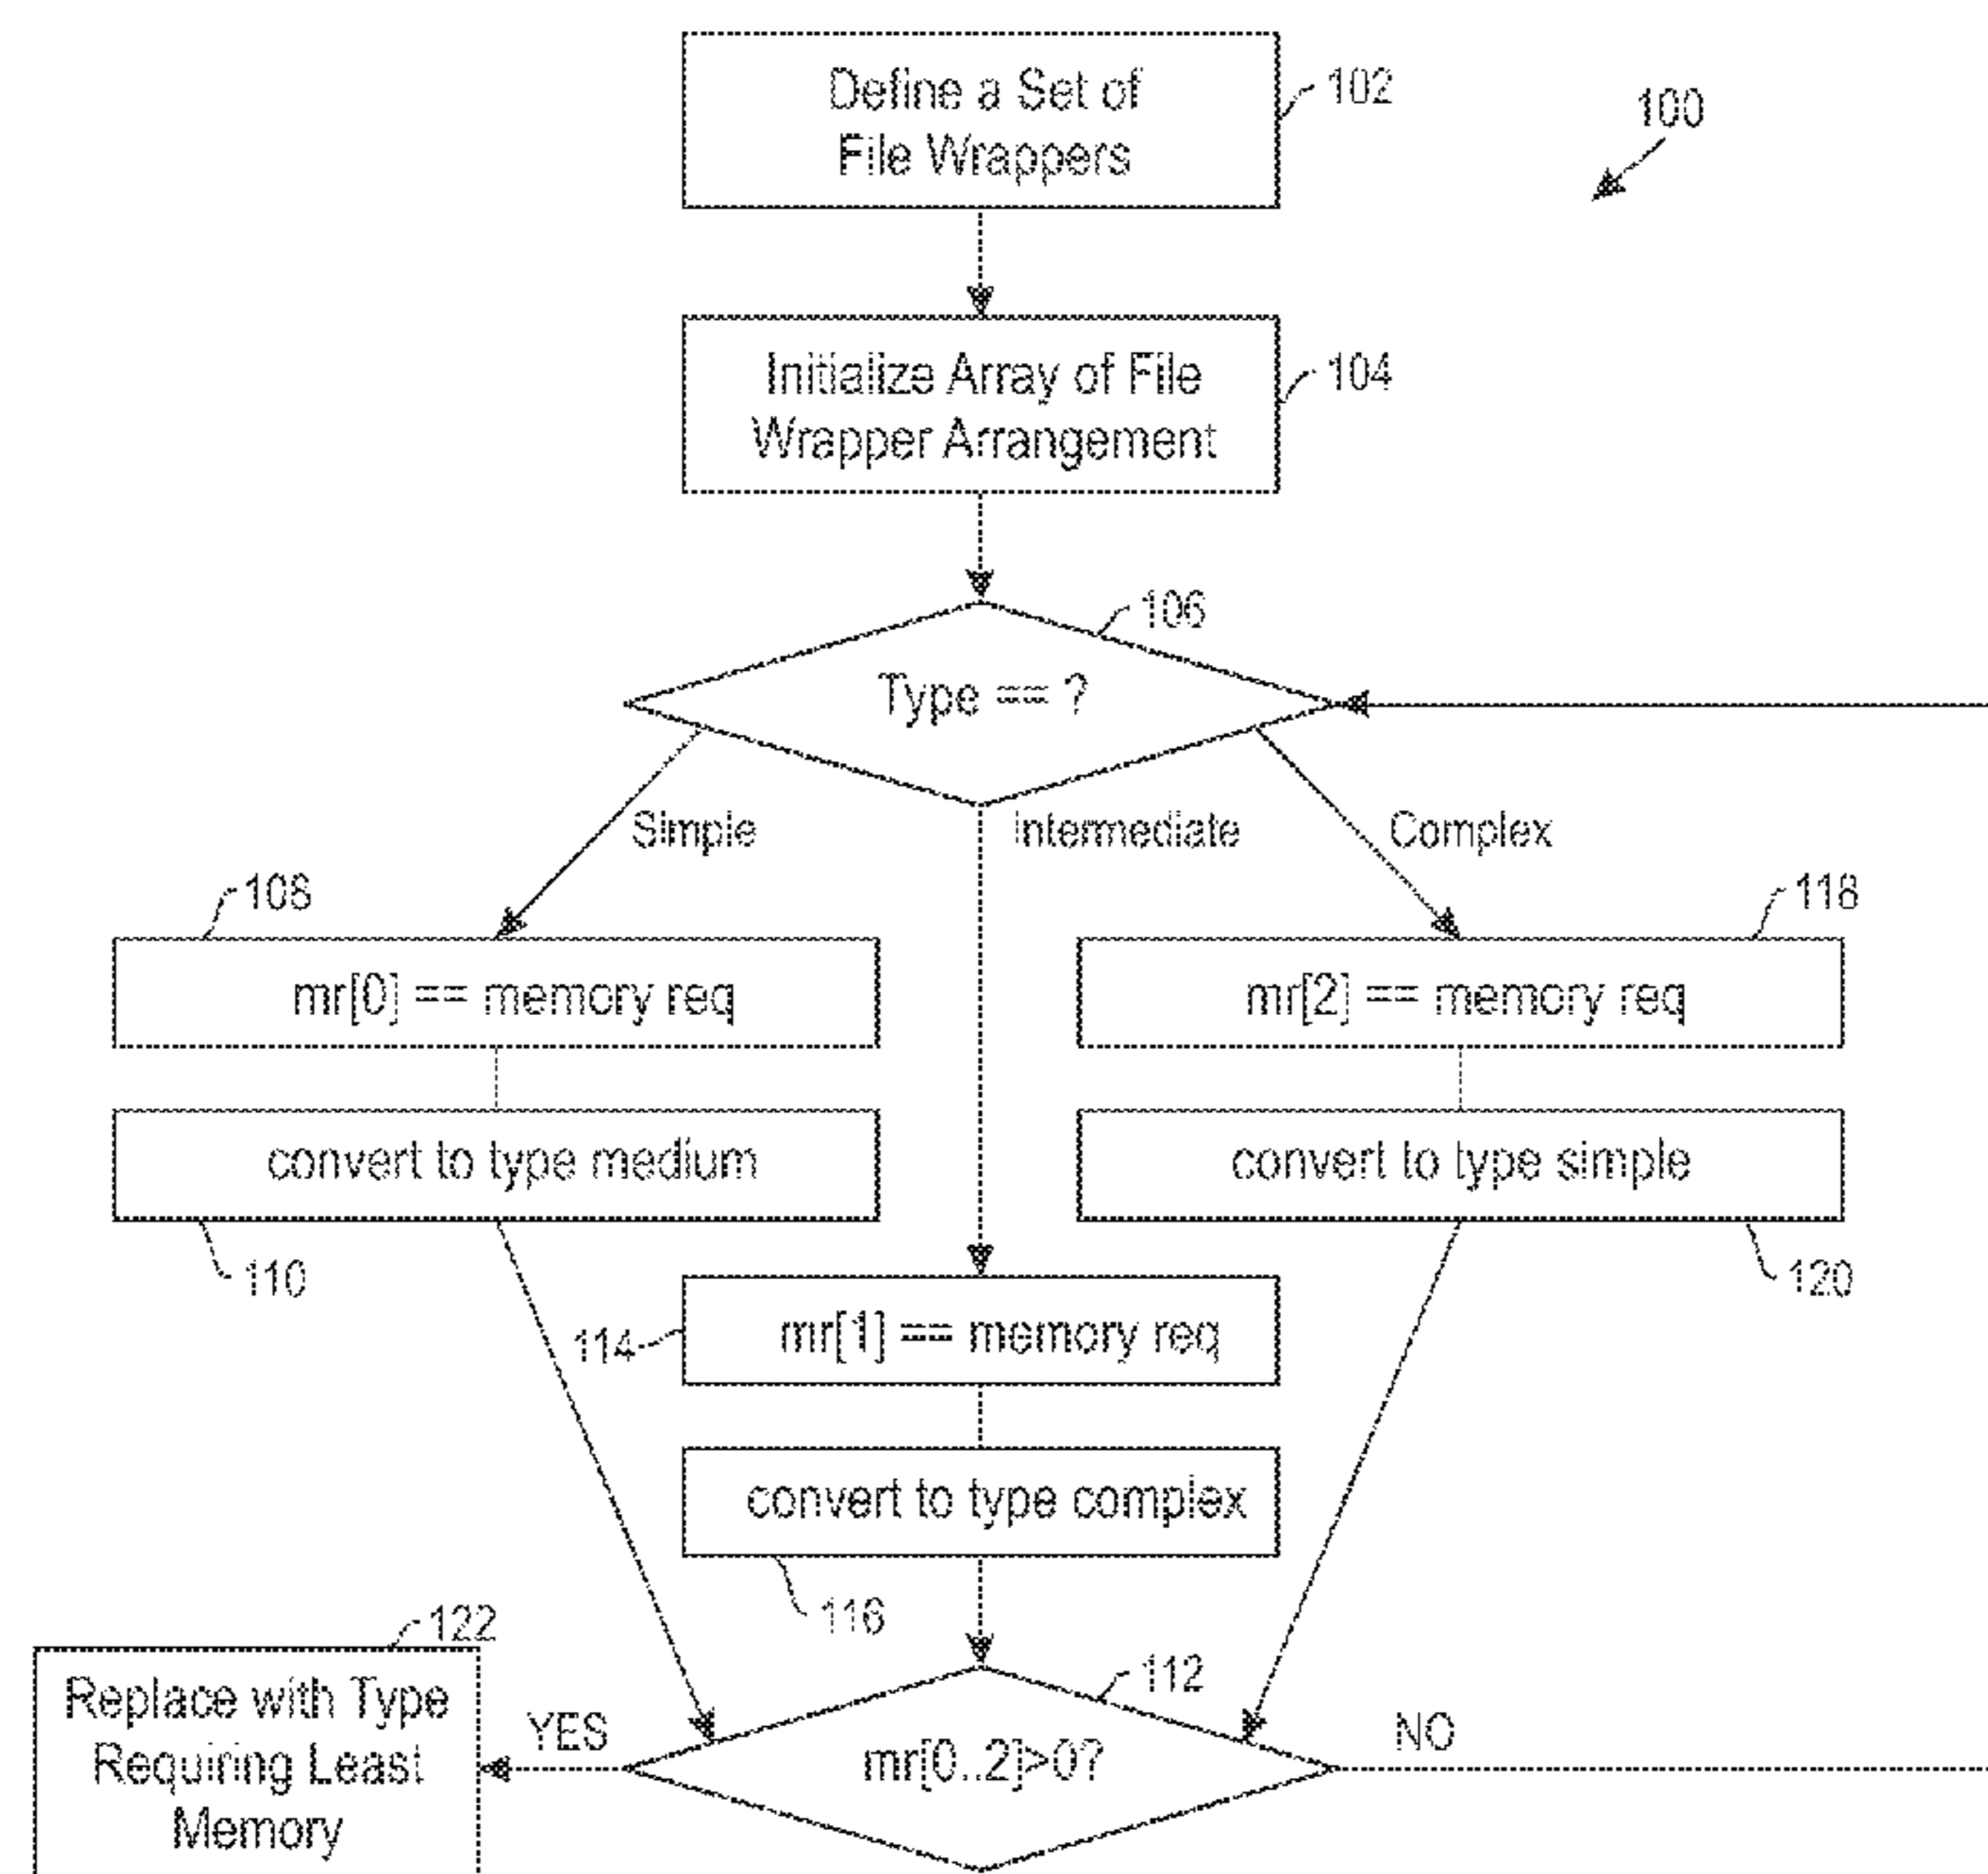 Define a Set of
File Wrappers
102
100
Initialize Array of File
Wrapper Arrangement
104
106
Type == ?
Simple
Intermediate
Complex
108
118
mr[0] == memory req
mr[2] == memory req
convert to type medium
convert to type simple
110
120
114
mr[1] == memory req
convert to type complex
116
122
112
Replace with Type
Requiring Least
Memory
YES
mr[0..2]>0?
NO